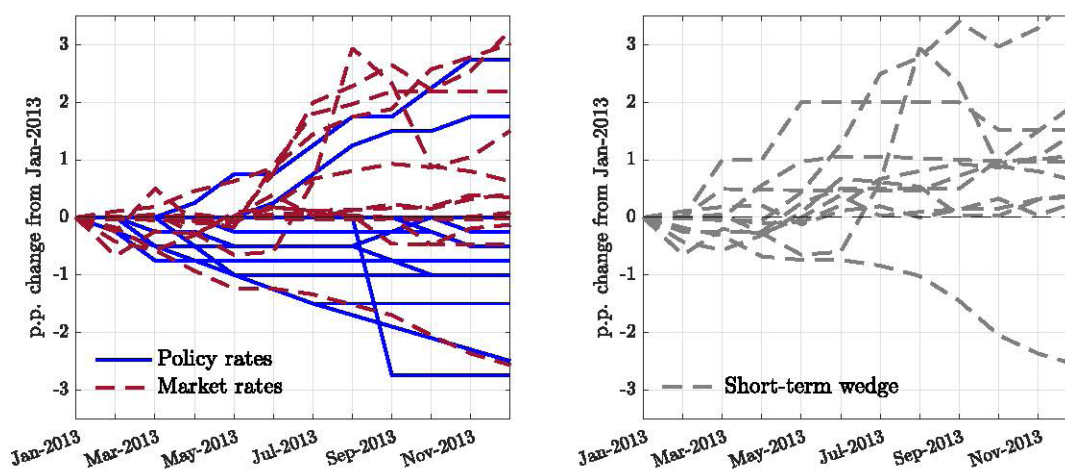 p.p. change from Jan-2013
3
2
1
0
-1
-2
-3
Policy rates
Market rates
Jan-2013
Mar-2013
May-2013
Jul-2013
Sep-2013
Nov-2013
p.p. change from Jan-2013
3
2
1
0
-1
-2
-3
Short-term wedge
Jan-2013
Mar-2013
May-2013
Jul-2013
Sep-2013
Nov-2013